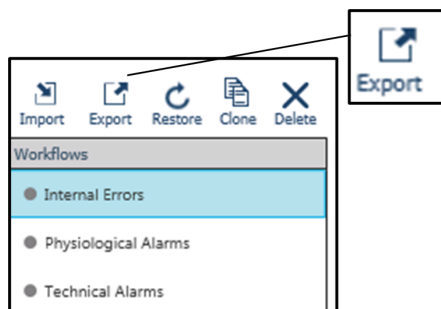 Export
Import Export Restore Clone Delete
Workflows
Internal Errors
Physiological Alarms
Technical Alarms